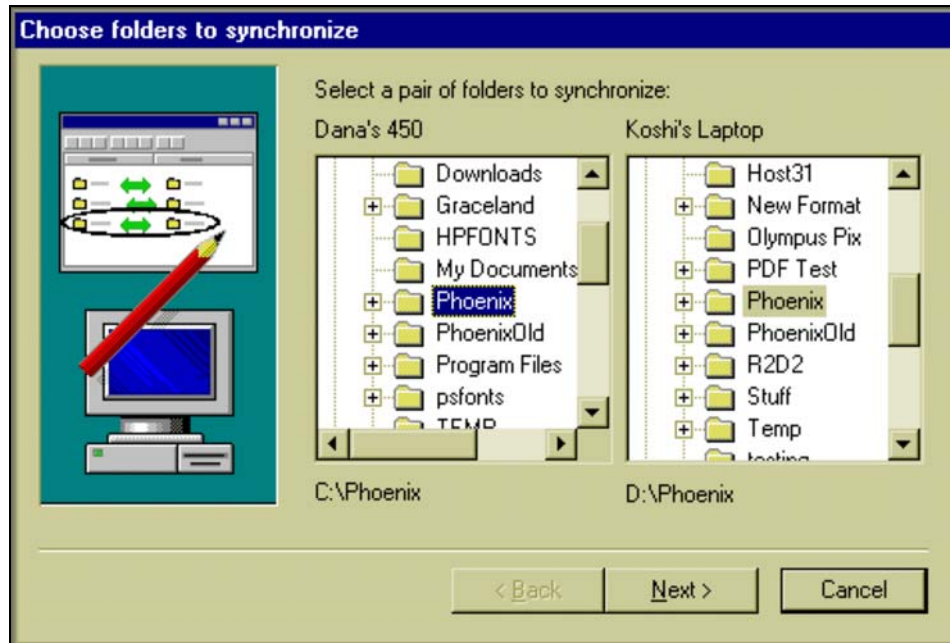 Choose folders to synchronize
Select a pair of folders to synchronize:
Dana's 450
Koshi's Laptop
Downloads
Graceland
HPFONTS
My Documents
Phoenix
PhoenixOld
Program Files
psfonts
TEMP
Host31
New Format
Olympus Pix
PDF Test
Phoenix
PhoenixOld
R2D2
Stuff
Temp
testing
C:\Phoenix
D:\Phoenix
< Back
Next >
Cancel